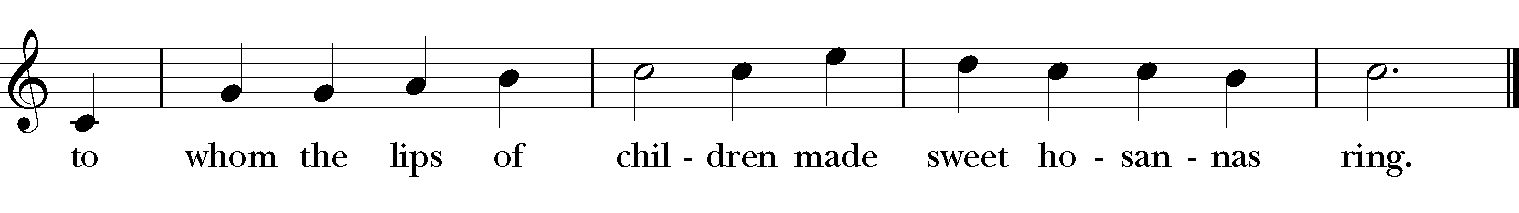 to whom the lips of chil - dren made sweet ho - san - nas ring.